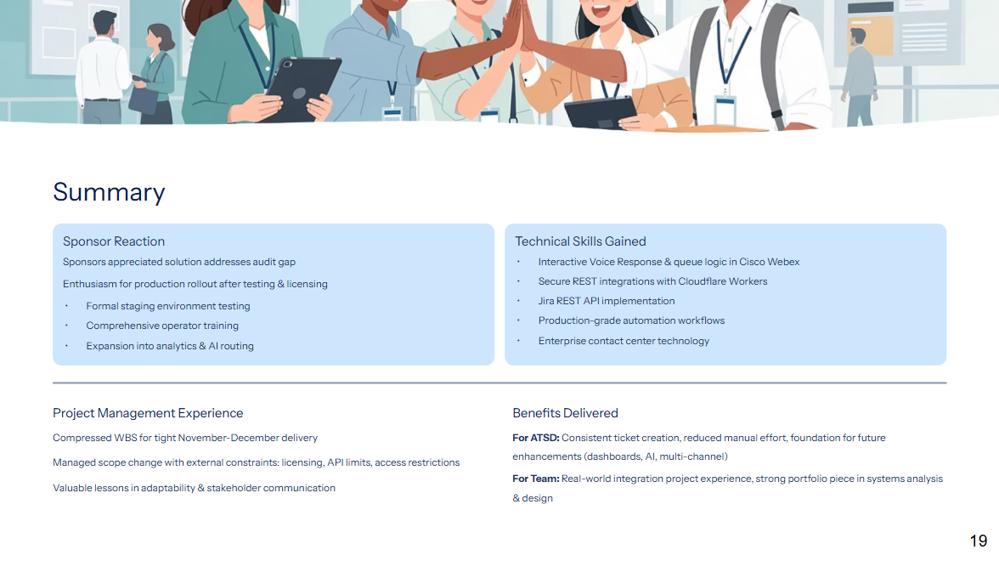 Summary
Sponsor Reaction
Sponsors appreciated solution addresses audit gap
Enthusiasm for production rollout after testing & licensing
• Formal staging environment testing
• Comprehensive operator training
• Expansion into analytics & AI routing
Technical Skills Gained
• Interactive Voice Response & queue logic in Cisco Webex
• Secure REST integrations with Cloudflare Workers
• Jira REST API implementation
• Production-grade automation workflows
• Enterprise contact center technology
Project Management Experience
Compressed WBS for tight November-December delivery
Managed scope change with external constraints: licensing, API limits, access restrictions
Valuable lessons in adaptability & stakeholder communication
Benefits Delivered
For ATSD: Consistent ticket creation, reduced manual effort, foundation for future
enhancements (dashboards, AI, multi-channel)
For Team: Real-world integration project experience, strong portfolio piece in systems analysis
& design
19